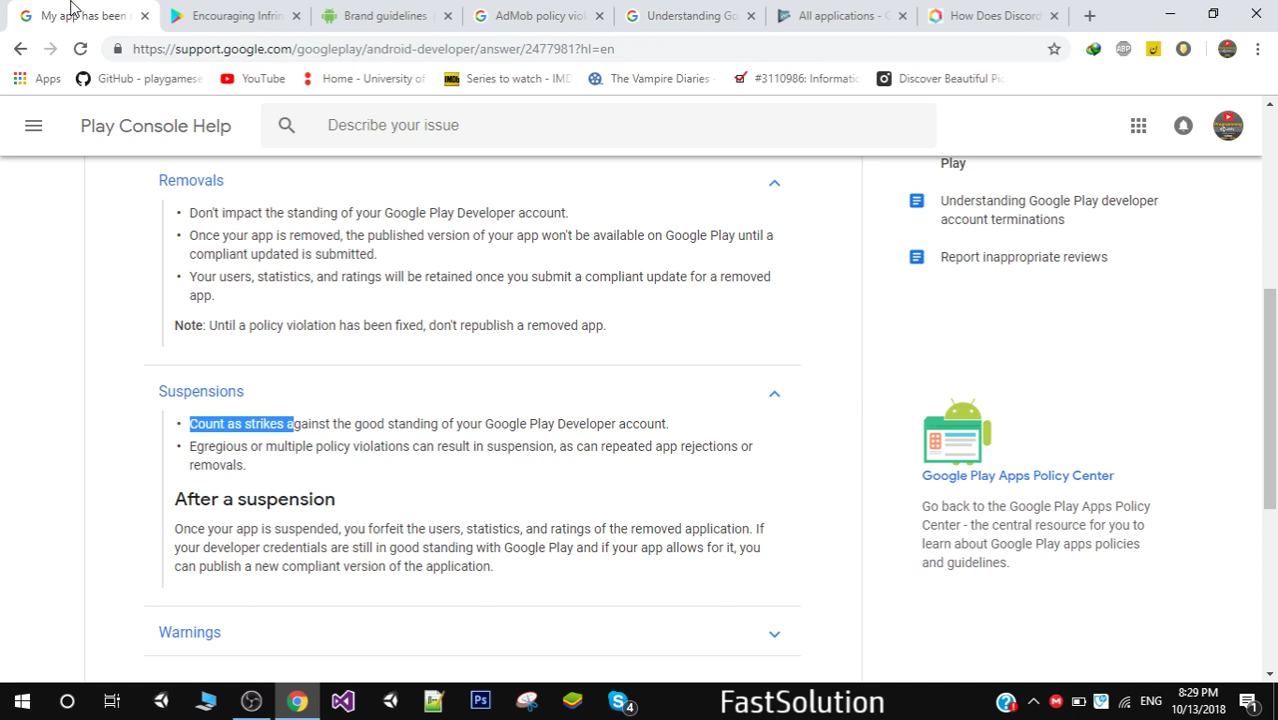 My app has been r
Encouraging Infrin
Brand guidelines
AdMob policy viol
Understanding Go
All applications - G
How Does Discord
https://support.google.com/googleplay/android-developer/answer/2477981?hl=en
Apps
GitHub - playgamese
YouTube
Home - University of
Series to watch - IMD
The Vampire Diaries
#3110986: Informatic
Discover Beautiful Pic
Play Console Help
Describe your issue
Removals
• Don't impact the standing of your Google Play Developer account.
• Once your app is removed, the published version of your app won't be available on Google Play until a
compliant updated is submitted.
• Your users, statistics, and ratings will be retained once you submit a compliant update for a removed
app.
Note: Until a policy violation has been fixed, don't republish a removed app.
Suspensions
• Count as strikes against the good standing of your Google Play Developer account.
• Egregious or multiple policy violations can result in suspension, as can repeated app rejections or
removals.
After a suspension
Once your app is suspended, you forfeit the users, statistics, and ratings of the removed application. If
your developer credentials are still in good standing with Google Play and if your app allows for it, you
can publish a new compliant version of the application.
Warnings
Play
Understanding Google Play developer
account terminations
Report inappropriate reviews
Google Play Apps Policy Center
Go back to the Google Play Apps Policy
Center - the central resource for you to
learn about Google Play apps policies
and guidelines.
FastSolution
ENG
8:29 PM
10/13/2018